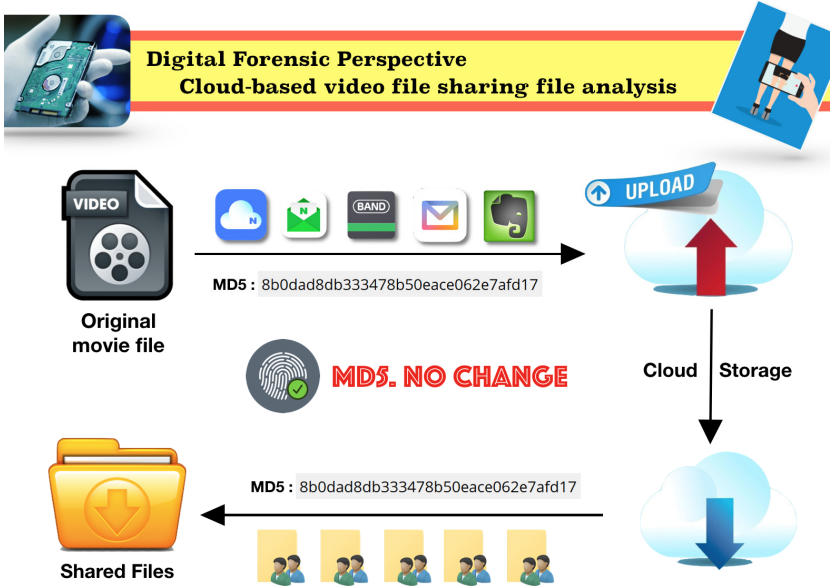 Digital Forensic Perspective
Cloud-based video file sharing file analysis
VIDEO
N
N
BAND
UPLOAD
MD5 : 8b0dad8db333478b50eace062e7afd17
Original
movie file
MD5. NO CHANGE
Cloud Storage
MD5 : 8b0dad8db333478b50eace062e7afd17
Shared Files